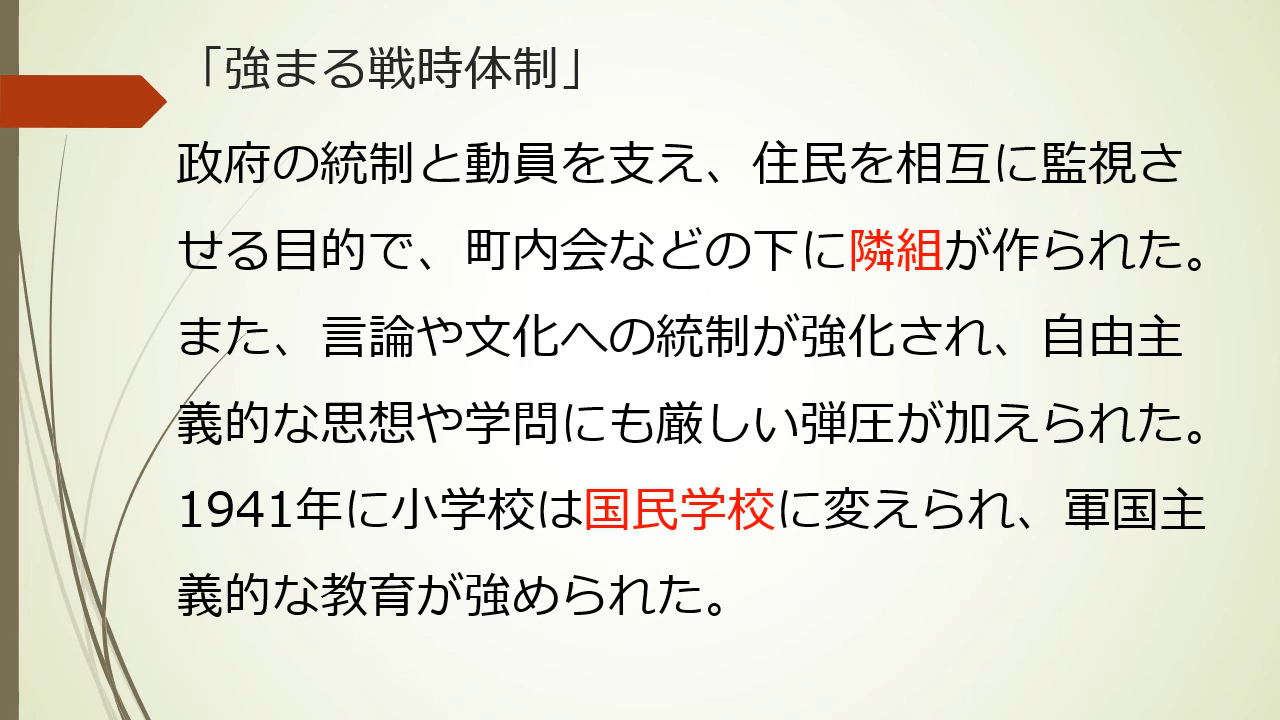 「強まる戦時体制」
政府の統制と動員を支え、住民を相互に監視さ
せる目的で、町内会などの下に隣組が作られた。
また、言論や文化への統制が強化され、自由主
義的な思想や学問にも厳しい弾圧が加えられた。
1941年に小学校は国民学校に変えられ、軍国主
義的な教育が強められた。